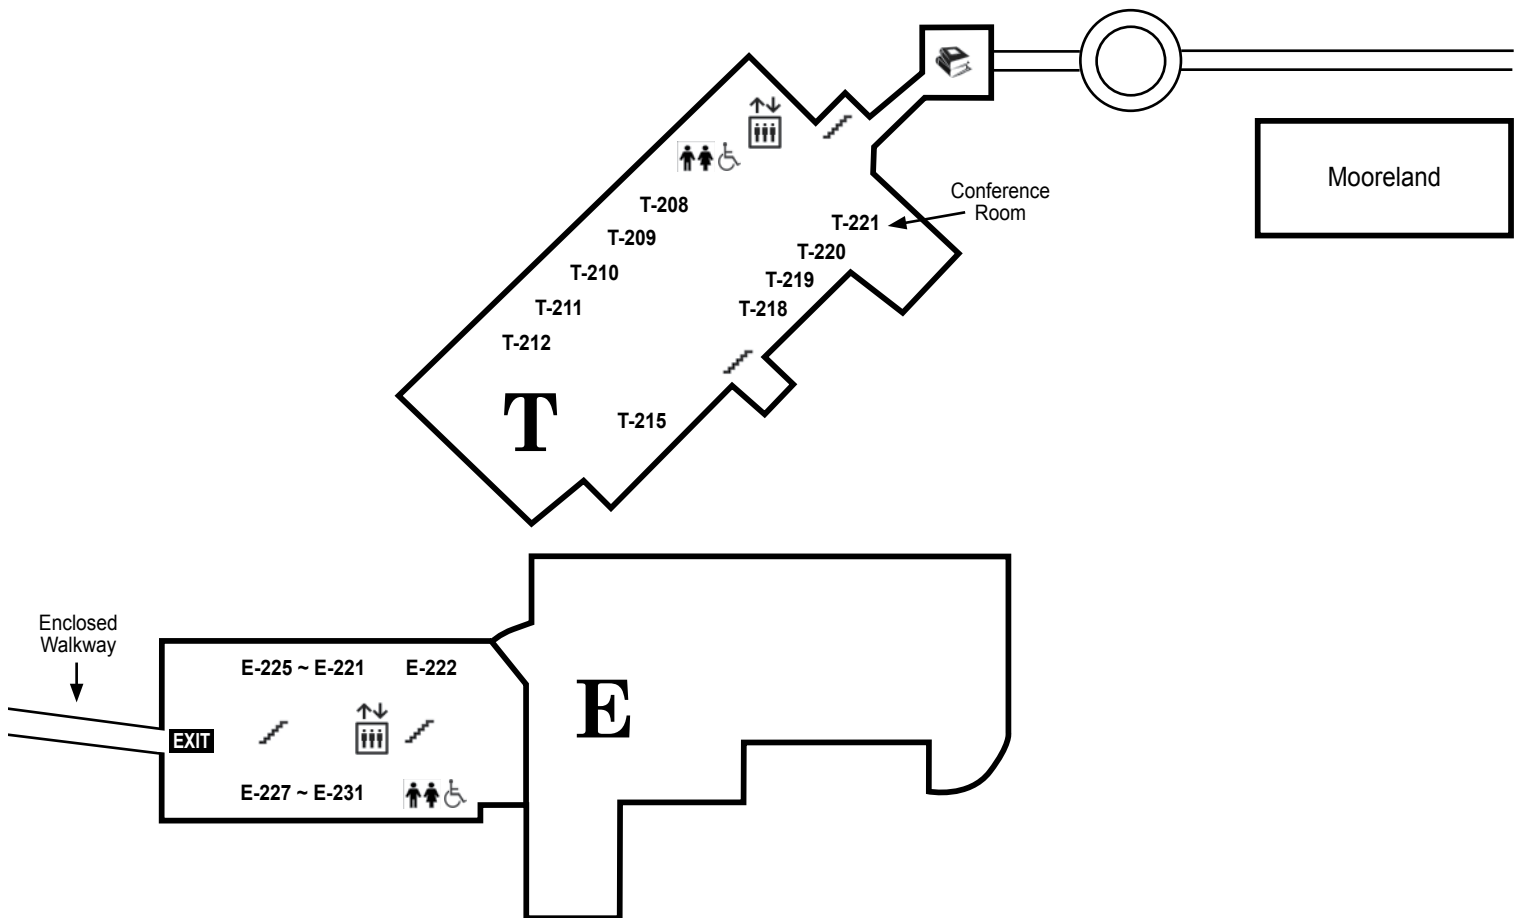 Mooreland
Conference
Room
T-208
T-221
T-209
T-220
T-210
T-219
T-211
T-218
T-212
T
T-215
Enclosed
Walkway
E-225 ~ E-221
E-222
E
EXIT
E-227 ~ E-231